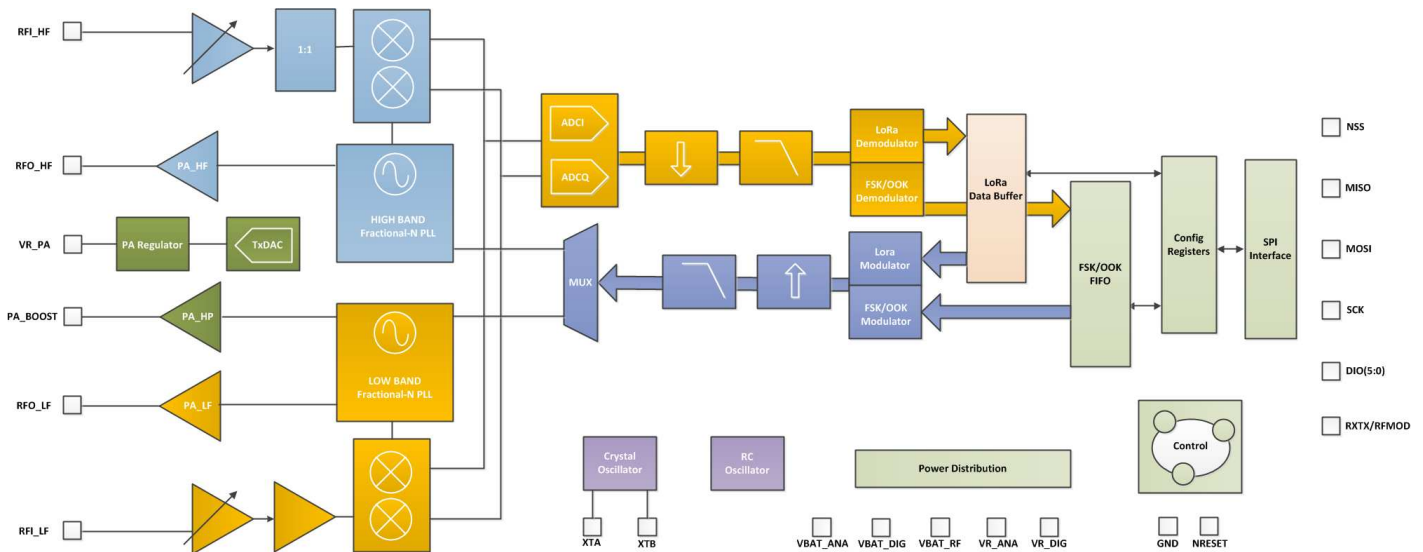 RFI_HF
1:1
RFO_HF
PA_HF
HIGH BAND
Fractional-N PLL
VR_PA
PA Regulator
TxDAC
PA_BOOST
PA_HP
RFO_LF
PA_LF
LOW BAND
Fractional-N PLL
RFI_LF
ADCI
ADCQ
MUX
LoRa
Demodulator
FSK/OOK
Demodulator
Lora
Modulator
FSK/OOK
Modulator
LoRa
Data Buffer
FSK/OOK
FIFO
Config
Registers
SPI
Interface
NSS
MISO
MOSI
SCK
DIO(5:0)
RXTX/RFMOD
Crystal
Oscillator
RC
Oscillator
Power Distribution
Control
XTA
XTB
VBAT_ANA
VBAT_DIG
VBAT_RF
VR_ANA
VR_DIG
GND
NRESET